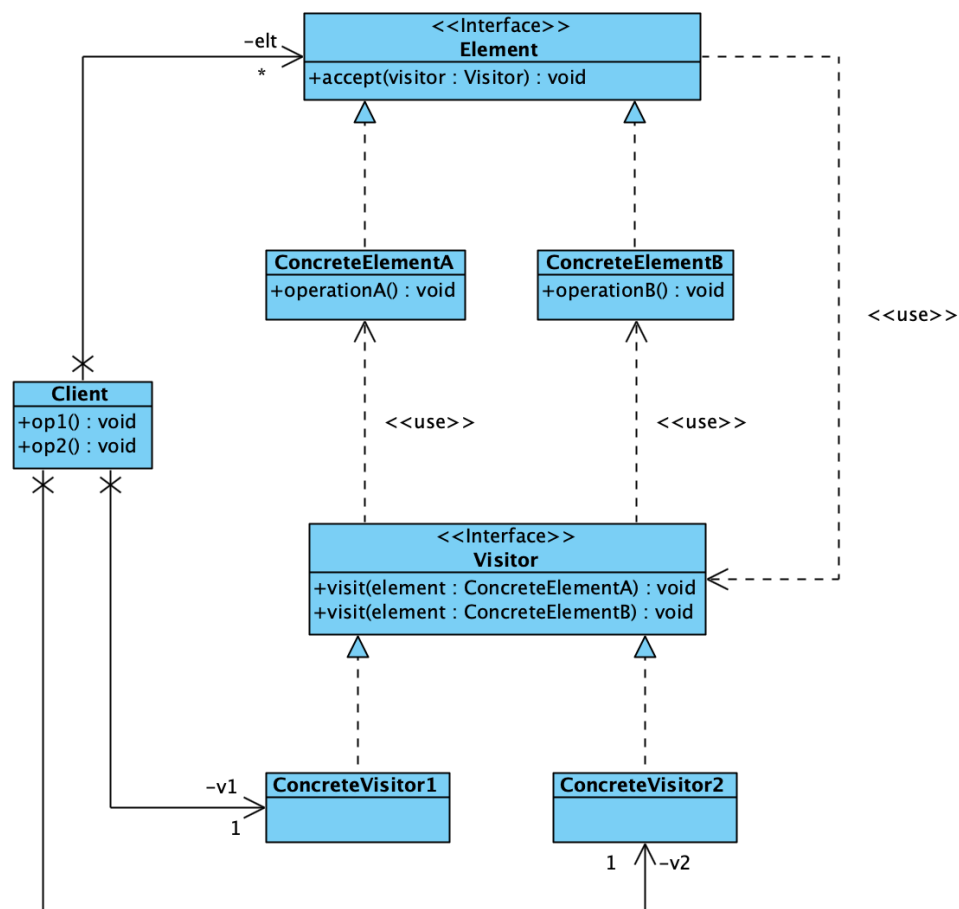 <<Interface>>
Element
+accept(visitor : Visitor) : void
-elt
*
ConcreteElementA
+operationA() : void
ConcreteElementB
+operationB() : void
<<use>>
Client
+op1() : void
+op2() : void
<<use>>
<<use>>
<<Interface>>
Visitor
+visit(element : ConcreteElementA) : void
+visit(element : ConcreteElementB) : void
-v1
1
ConcreteVisitor1
ConcreteVisitor2
1
-v2